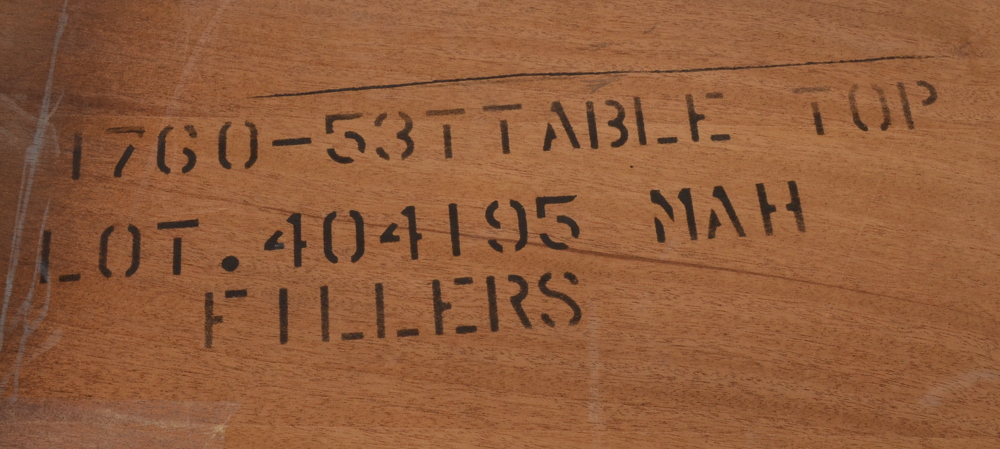 1760-53TTABLE TOP
LOT.404195 MAH
FILLERS